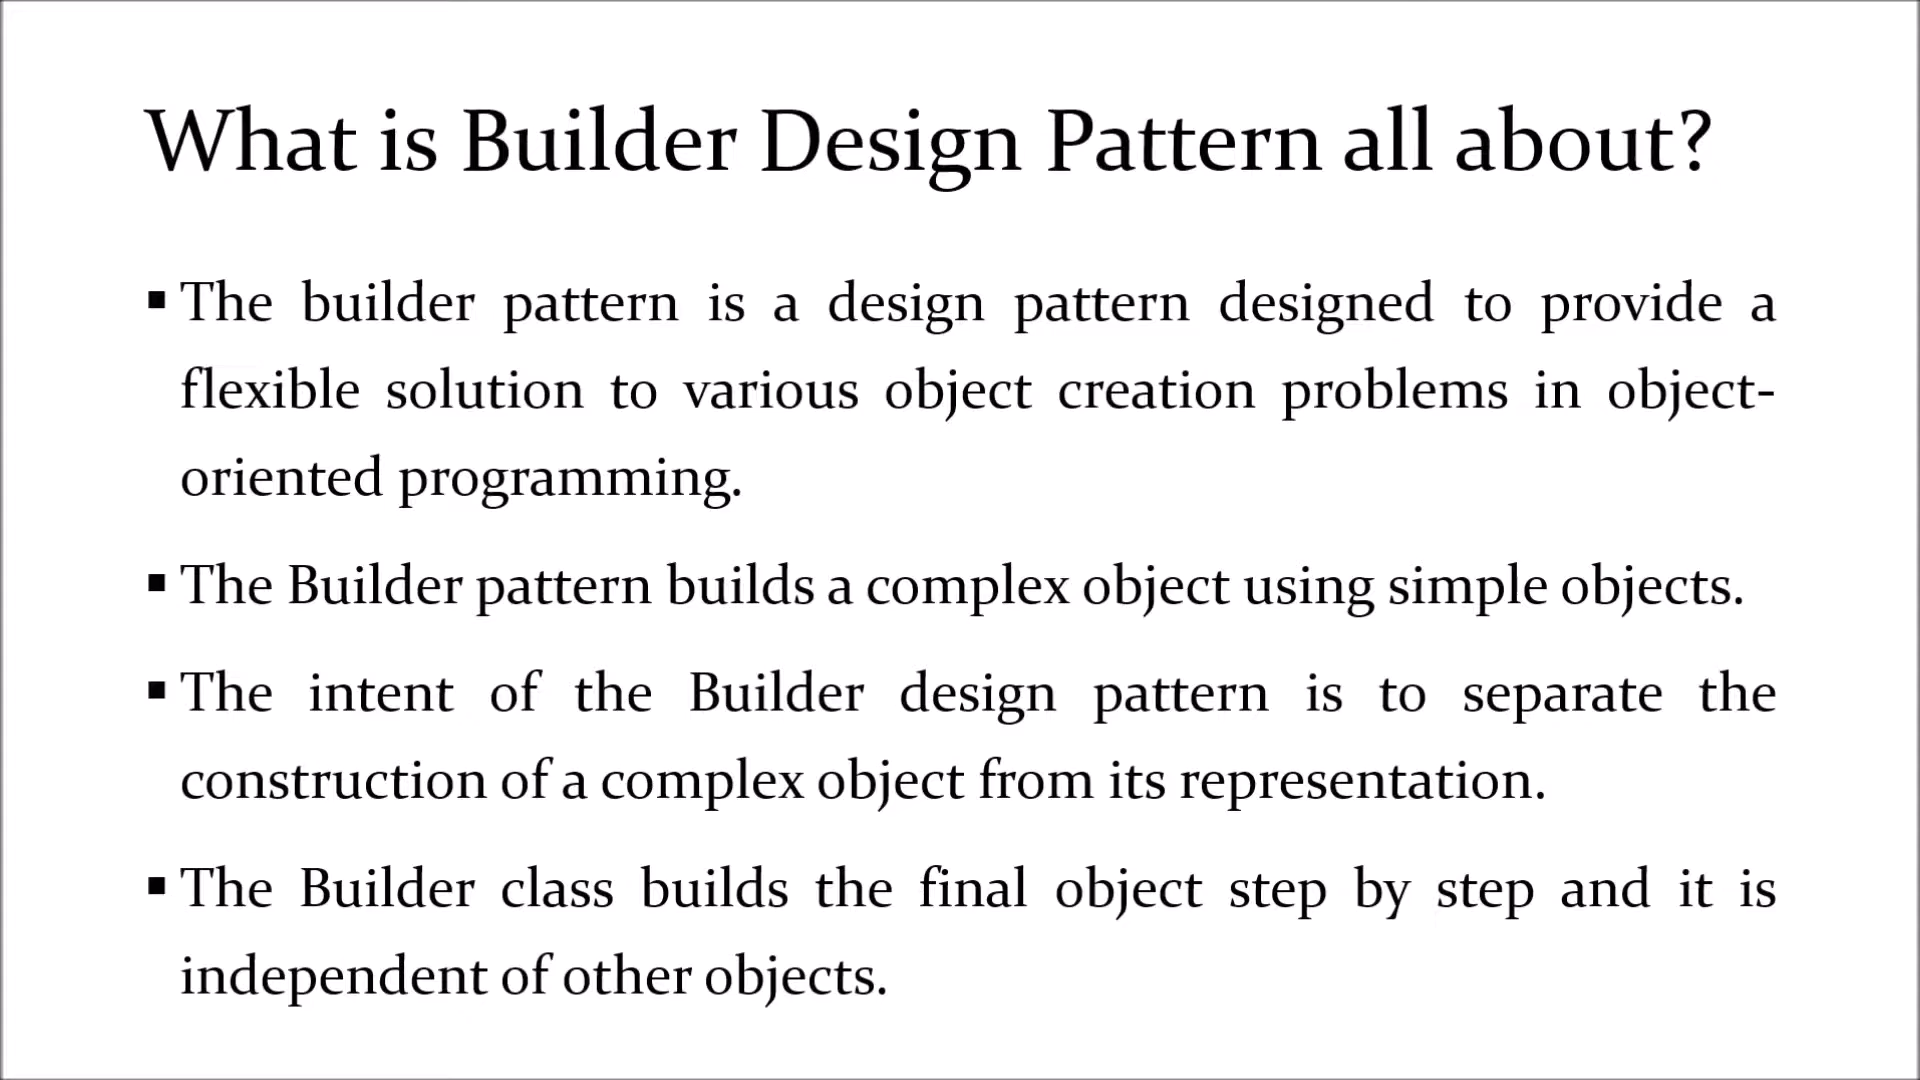 What is Builder Design Pattern all about?
▪ The builder pattern is a design pattern designed to provide a
flexible solution to various object creation problems in object-
oriented programming.
▪ The Builder pattern builds a complex object using simple objects.
▪ The intent of the Builder design pattern is to separate the
construction of a complex object from its representation.
▪ The Builder class builds the final object step by step and it is
independent of other objects.